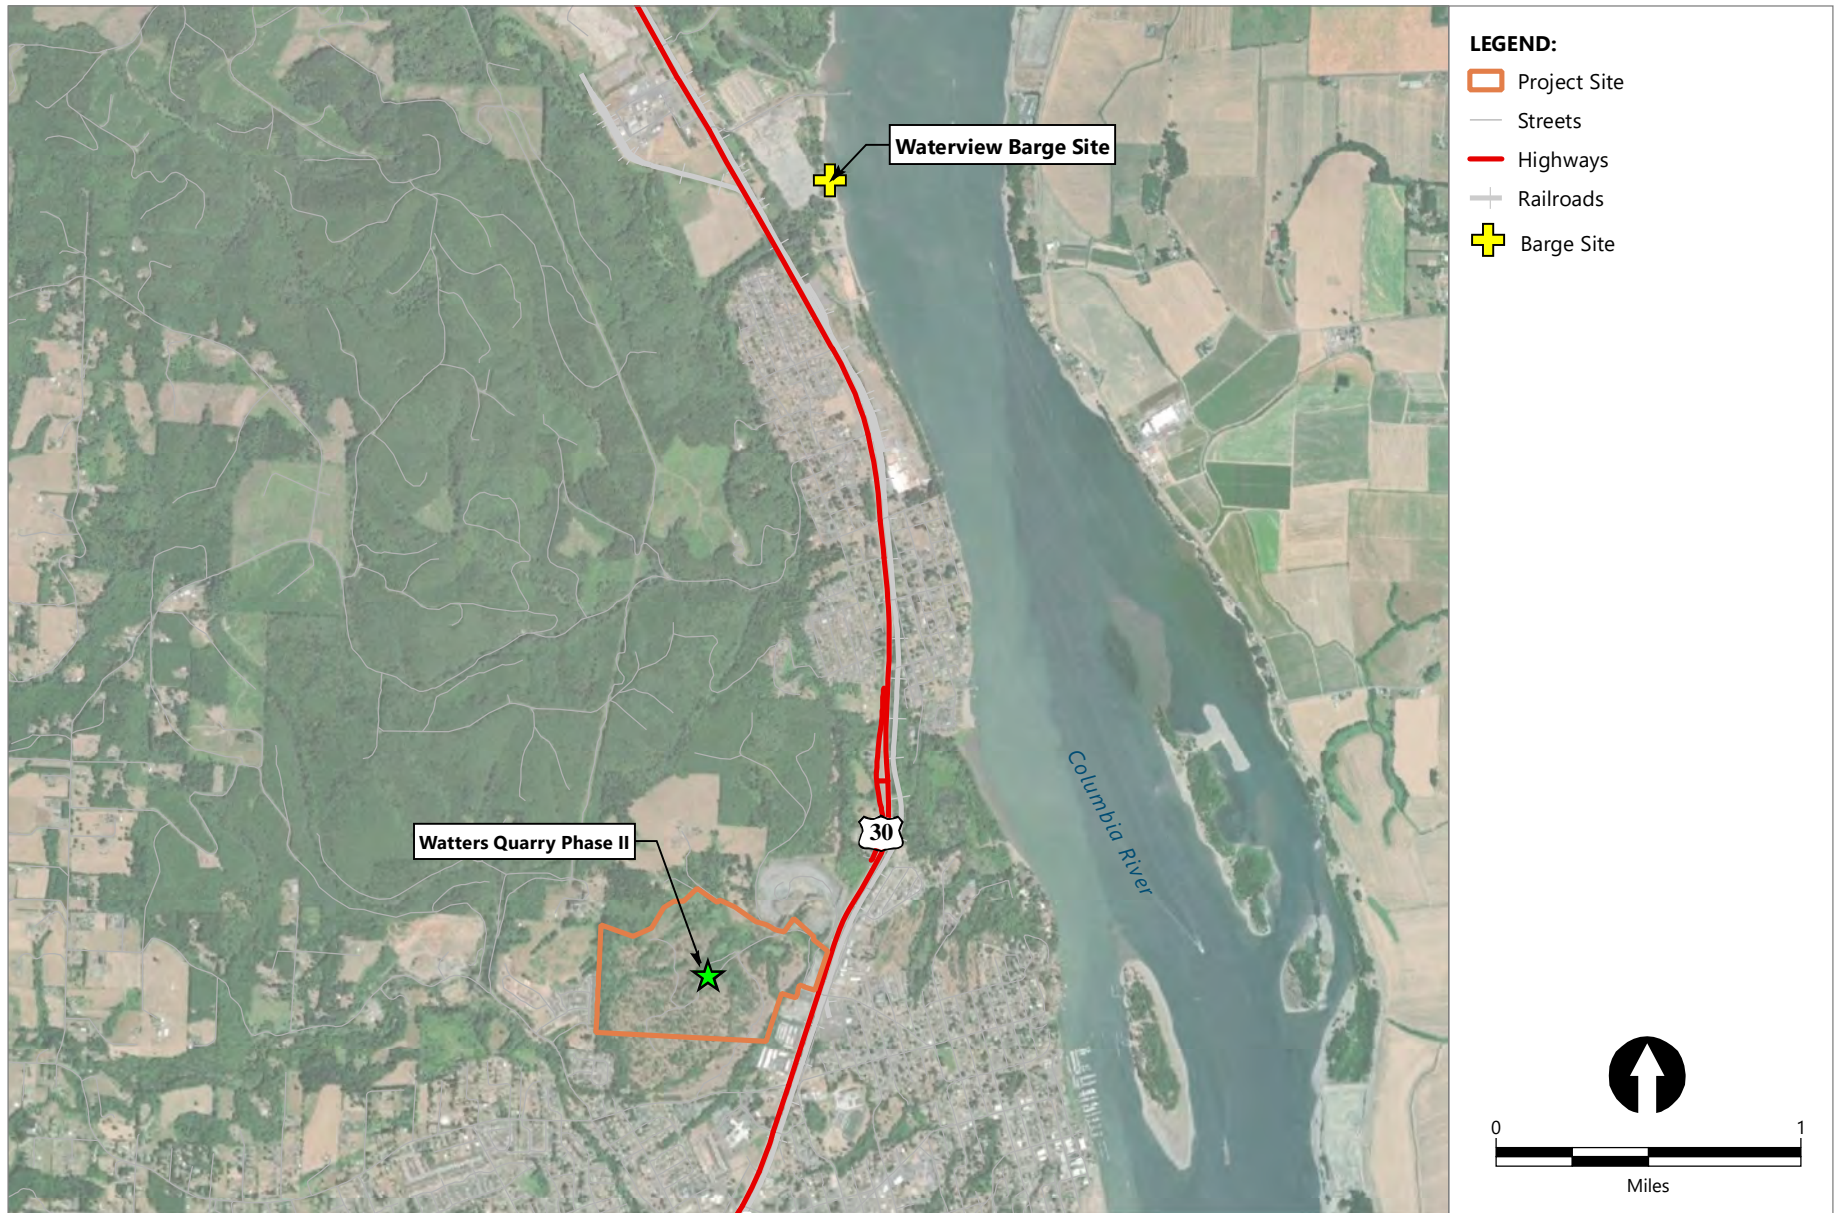 Waterview Barge Site
Watters Quarry Phase II
30
Columbia River
LEGEND:
Project Site
Streets
Highways
Railroads
Barge Site
0 1
Miles